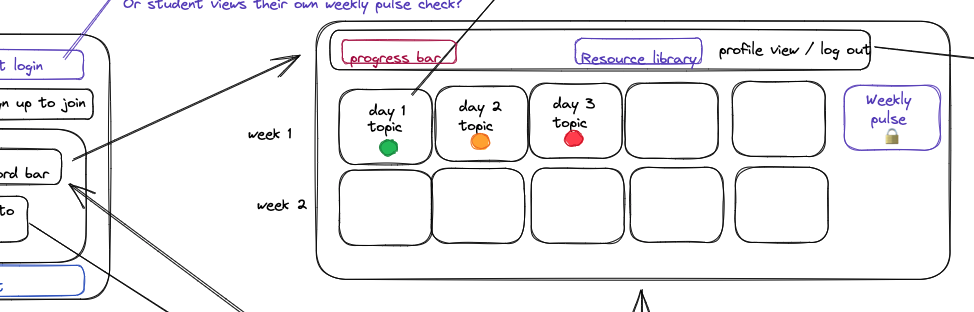 Or student views their own weekly pulse check?
t login
gn up to join
ord bar
to
progress bar
Resource library
profile view / log out
week 1
day 1
topic
day 2
topic
day 3
topic
Weekly
pulse
week 2